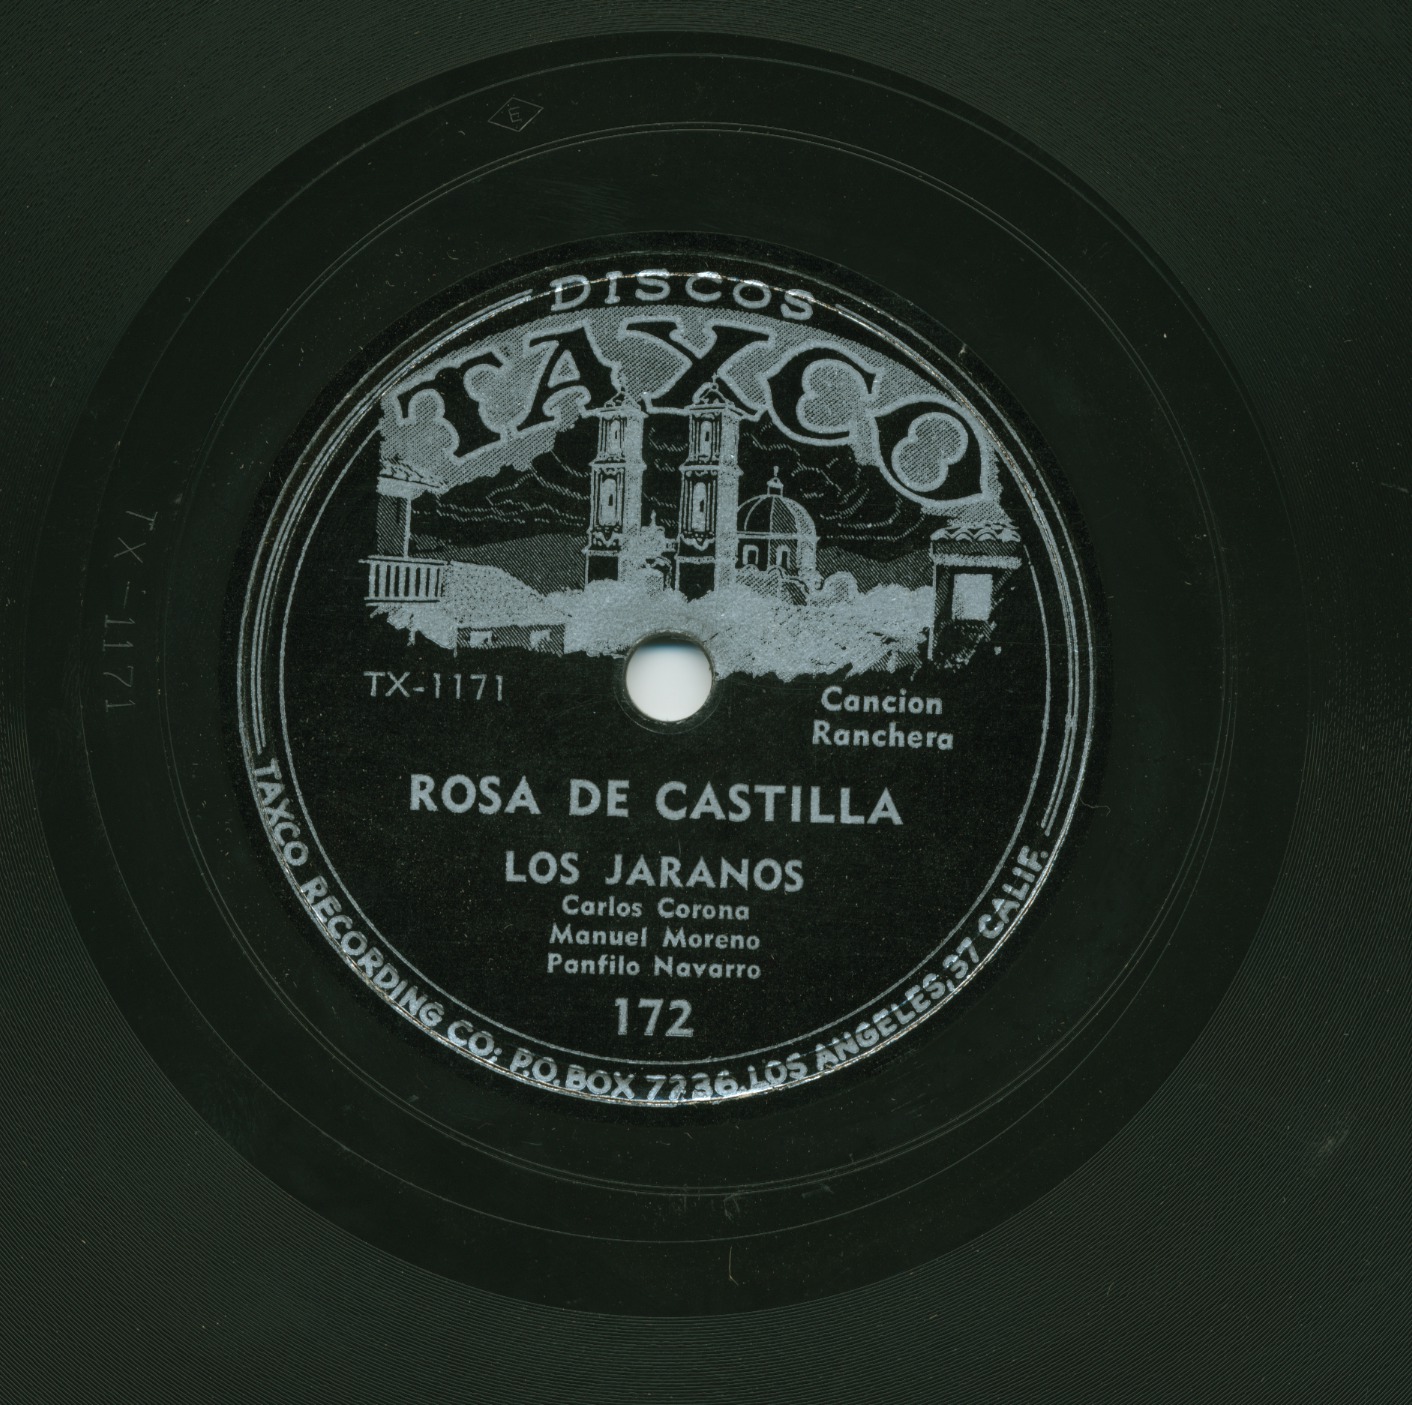 DISCOS
TAXCO
TX-1171
Cancion
Ranchera
ROSA DE CASTILLA
LOS JARANOS
Carlos Corona
Manuel Moreno
Panfilo Navarro
172
TAXCO RECORDING CO: P.O. BOX 7236. LOS ANGELES, 37 CALIF.
TX-1171
E